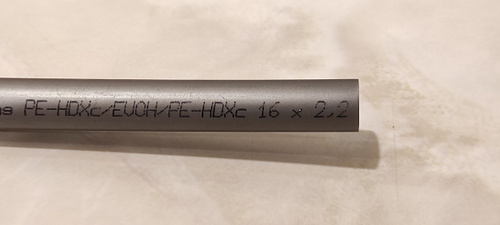 PE-HDXc/EVOH/PE-HDXc 16 x 2,2